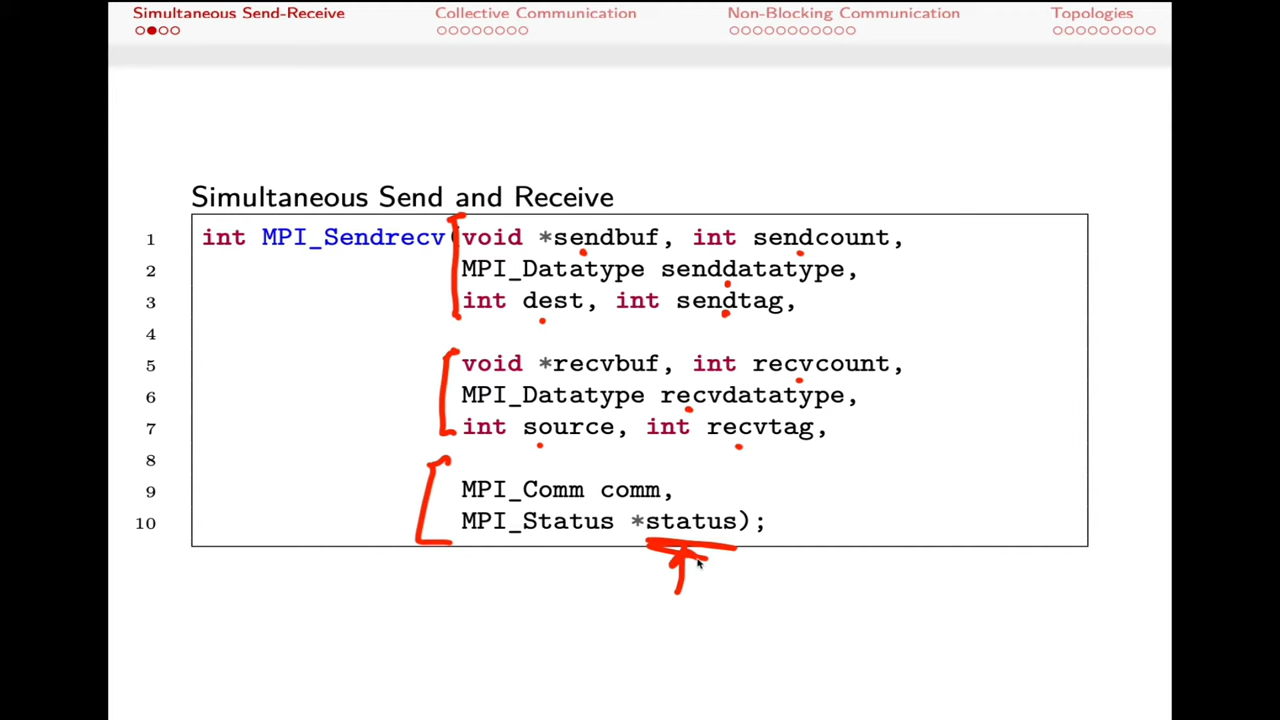 Simultaneous Send-Receive Collective Communication Non-Blocking Communication Topologies
Simultaneous Send and Receive
1 int MPI_Sendrecv(void *sendbuf, int sendcount,
2 MPI_Datatype senddatatype,
3 int dest, int sendtag,
4
5 void *recvbuf, int recvcount,
6 MPI_Datatype recvdatatype,
7 int source, int recvtag,
8
9 MPI_Comm comm,
10 MPI_Status *status);